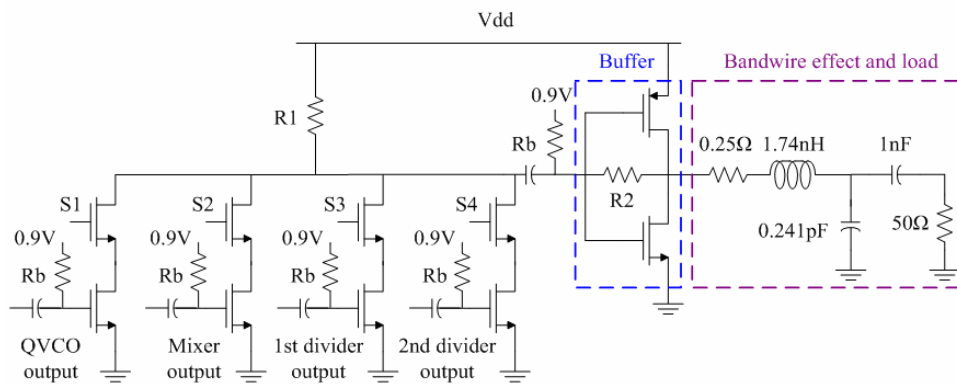 Vdd
Buffer
Bandwire effect and load
0.9V
R1
Rb
0.25Ω
1.74nH
1nF
R2
S1
S2
S3
S4
0.9V
0.9V
0.9V
0.9V
0.241pF
50Ω
Rb
Rb
Rb
Rb
QVCO
output
Mixer
output
1st divider
output
2nd divider
output